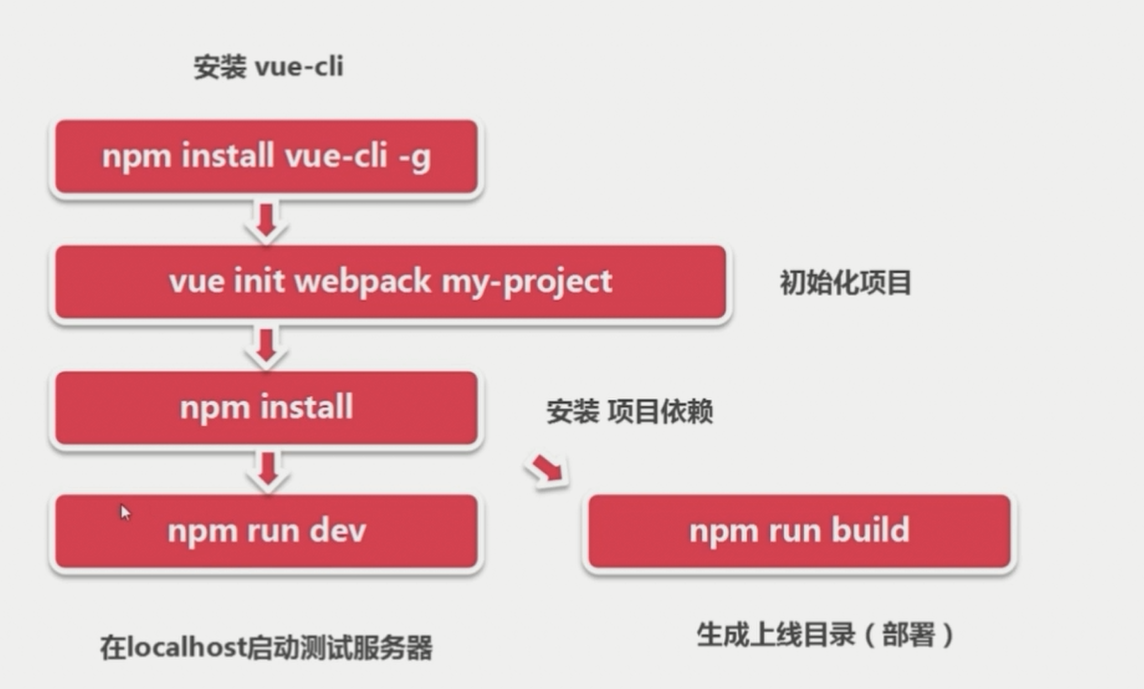 安装 vue-cli
npm install vue-cli -g
vue init webpack my-project
初始化项目
npm install
安装 项目依赖
npm run dev
npm run build
在localhost启动测试服务器
生成上线目录（部署）